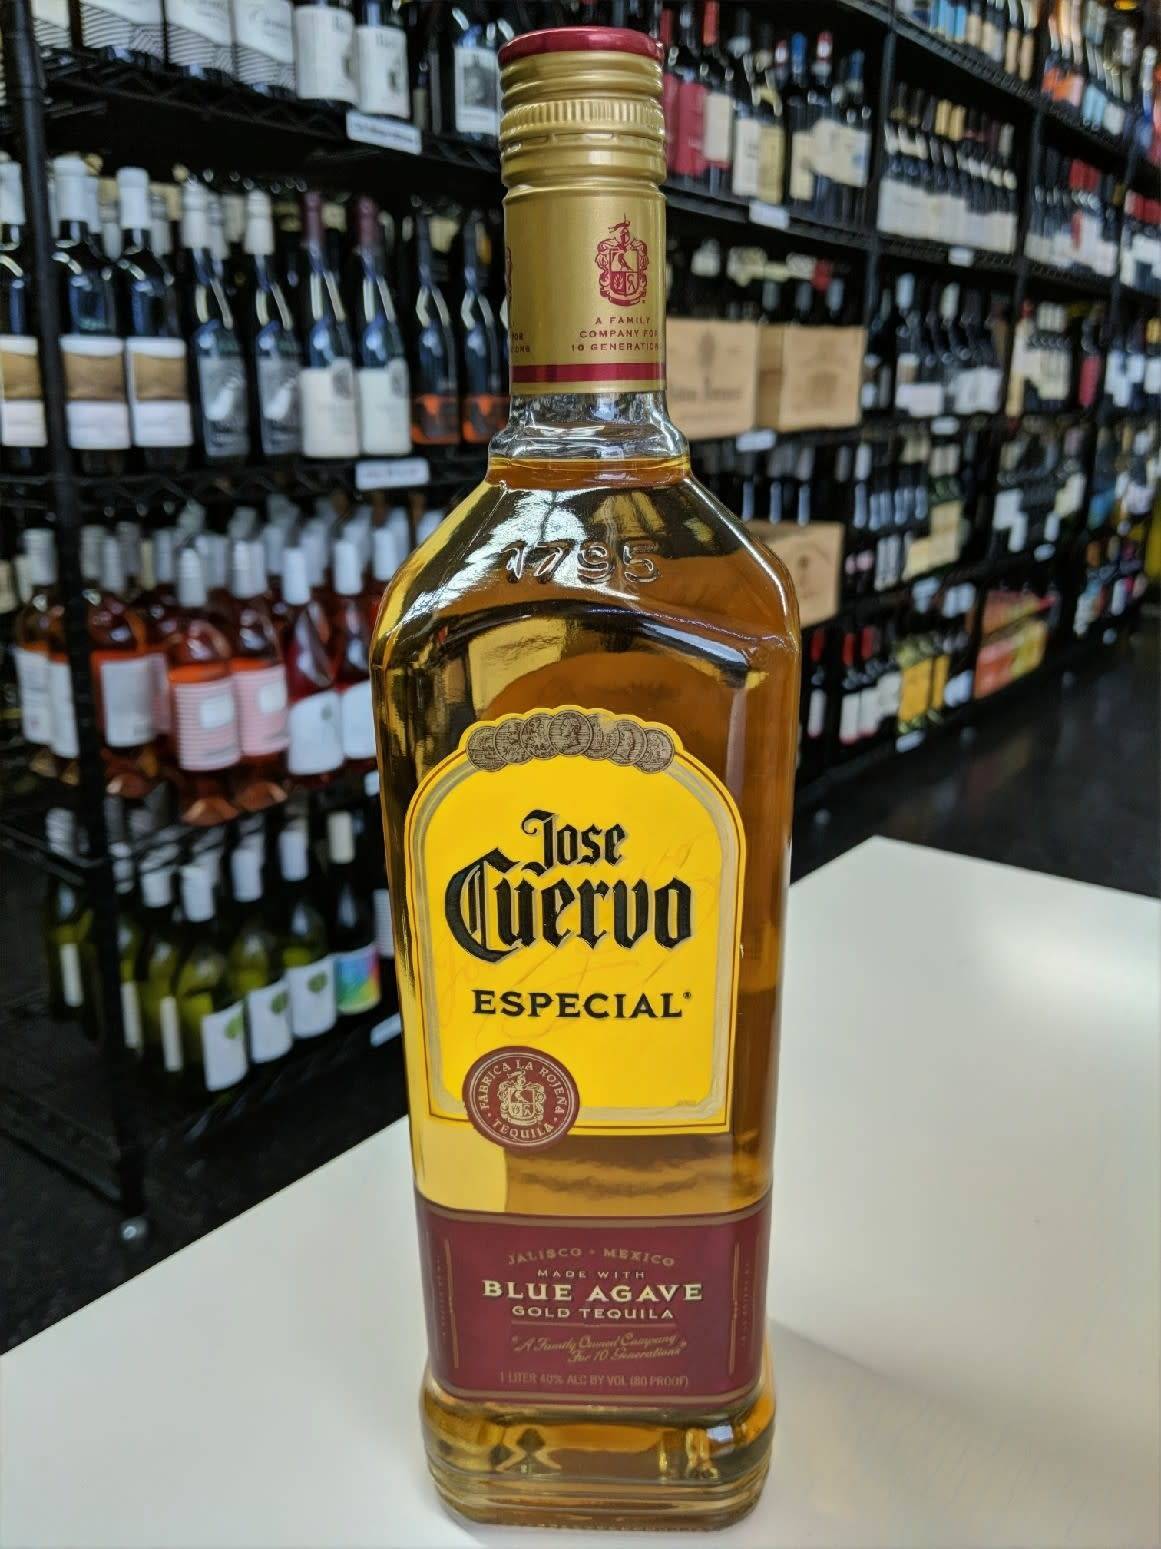 A FAMILY
COMPANY FOR
10 GENERATIONS
1795
Jose
Cuervo
ESPECIAL®
FABRICA LA ROJEÑA
TEQUILA
JALISCO • MEXICO
MADE WITH
BLUE AGAVE
GOLD TEQUILA
"A Family Owned Company
For 10 Generations"
1 LITER 40% ALC BY VOL (80 PROOF)